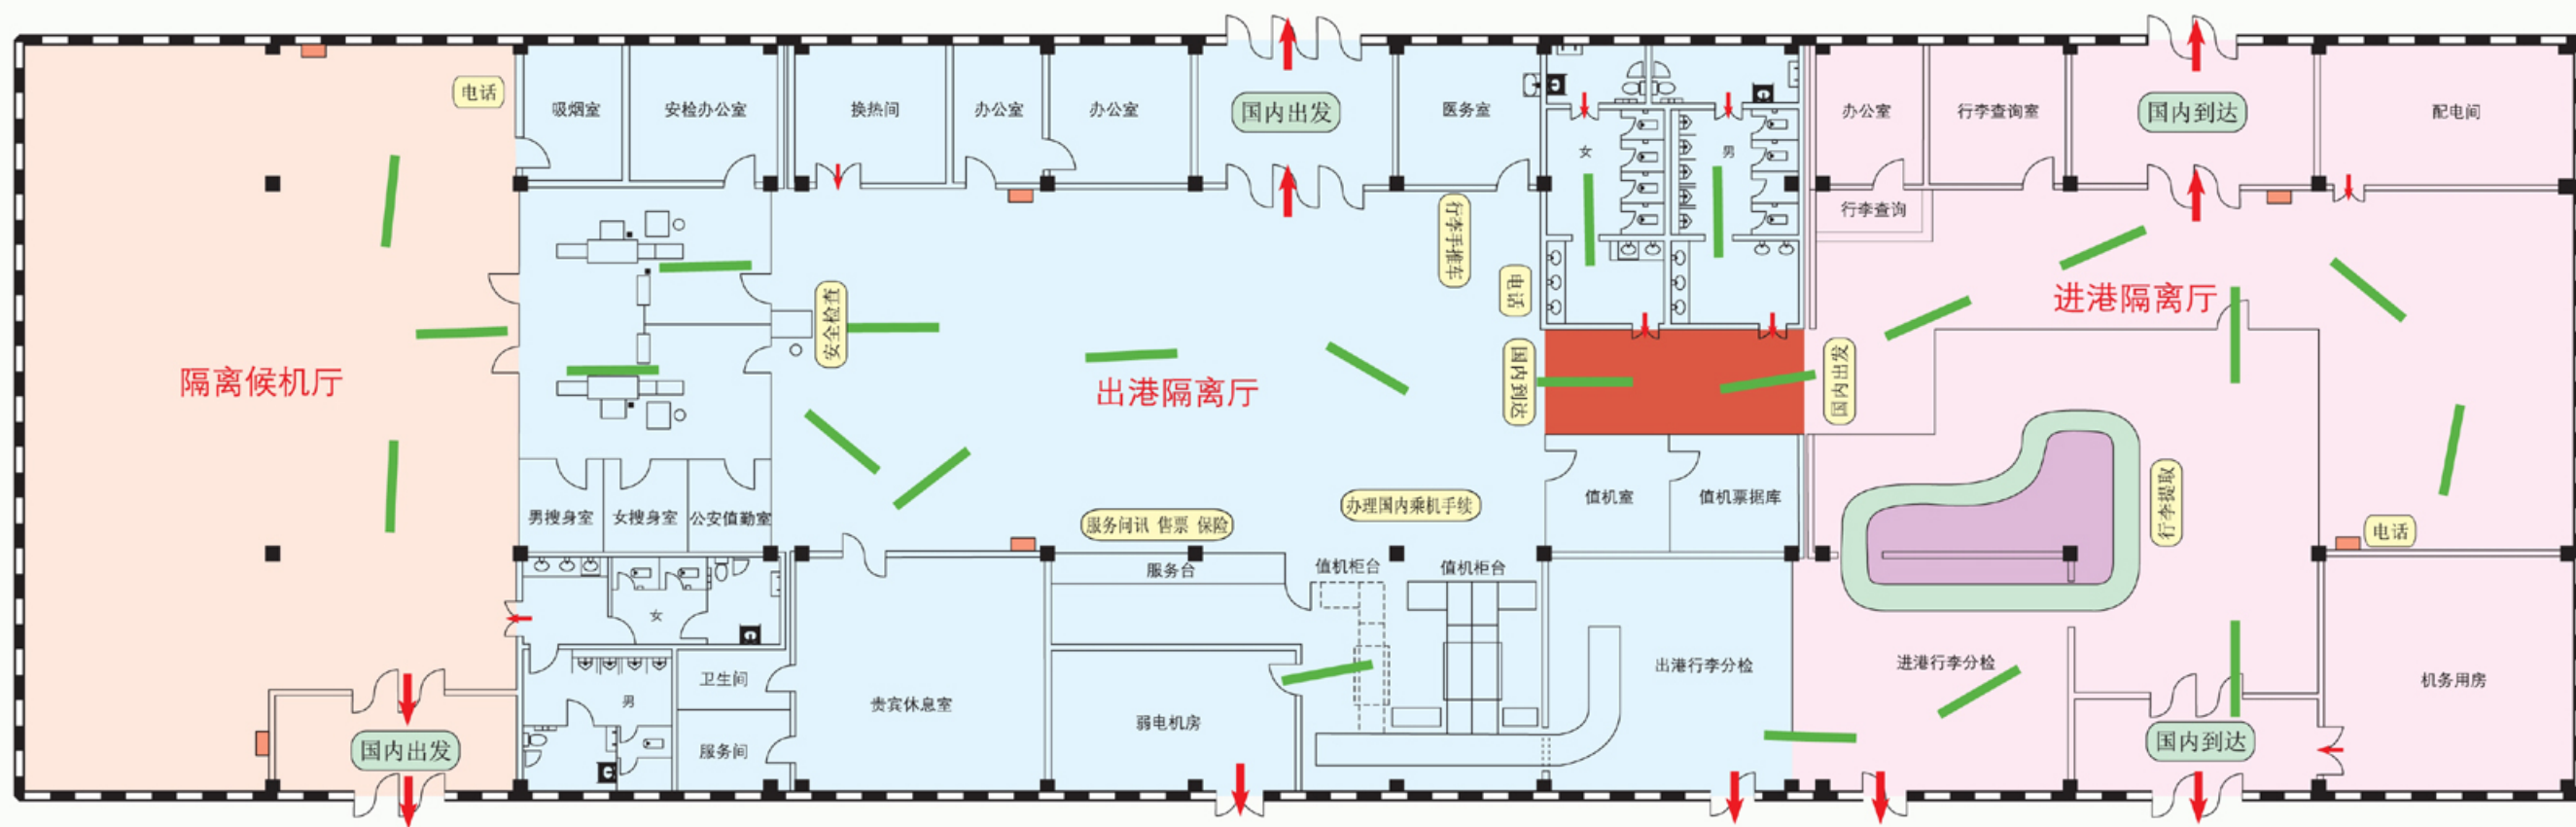 电话
吸烟室
安检办公室
换热间
办公室
办公室
国内出发
医务室
办公室
行李查询室
国内到达
配电间
女
男
行李手推车
行李查询
电话
安全检查
进港隔离厅
隔离候机厅
出港隔离厅
国内到达
国内出发
男搜身室
女搜身室
公安值勤室
服务问讯 售票 保险
办理国内乘机手续
值机室
值机票据库
行李提取
电话
服务台
值机柜台
值机柜台
女
卫生间
男
贵宾休息室
弱电机房
出港行李分检
进港行李分检
机务用房
国内出发
服务间
国内到达